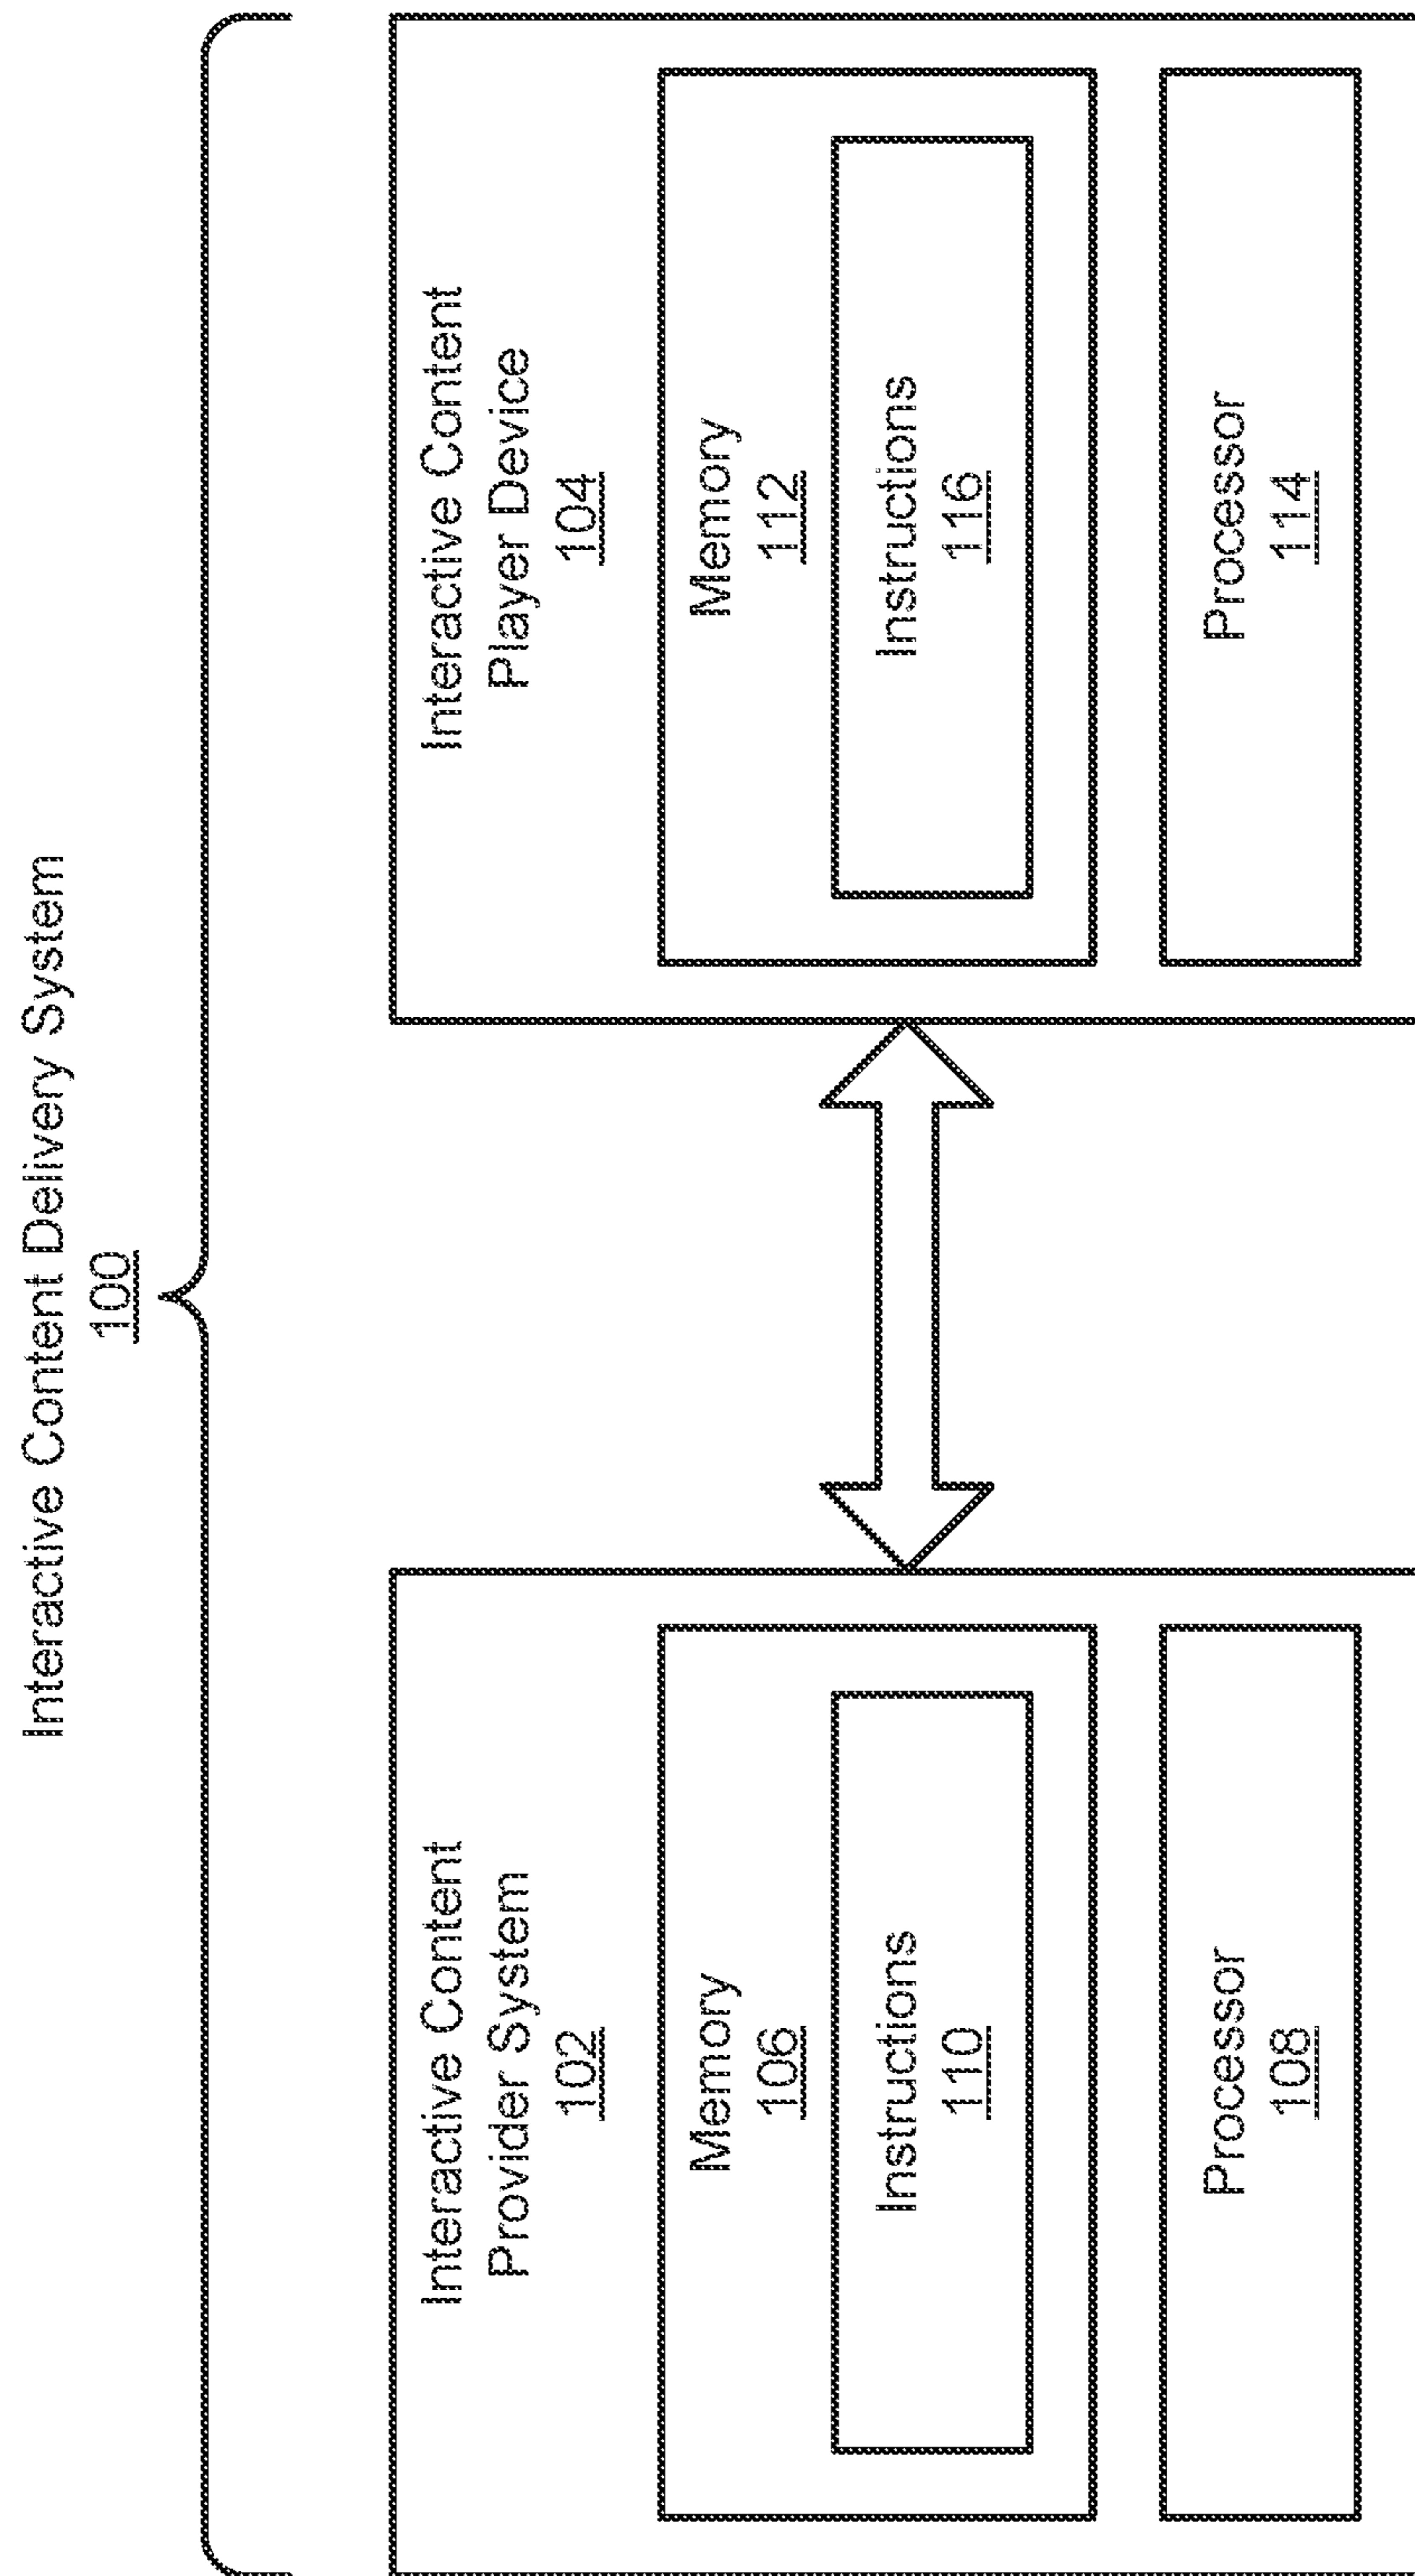 Interactive Content Delivery System
100
Interactive Content
Provider System
102
Memory
106
Instructions
110
Processor
108
Interactive Content
Player Device
104
Memory
112
Instructions
116
Processor
114